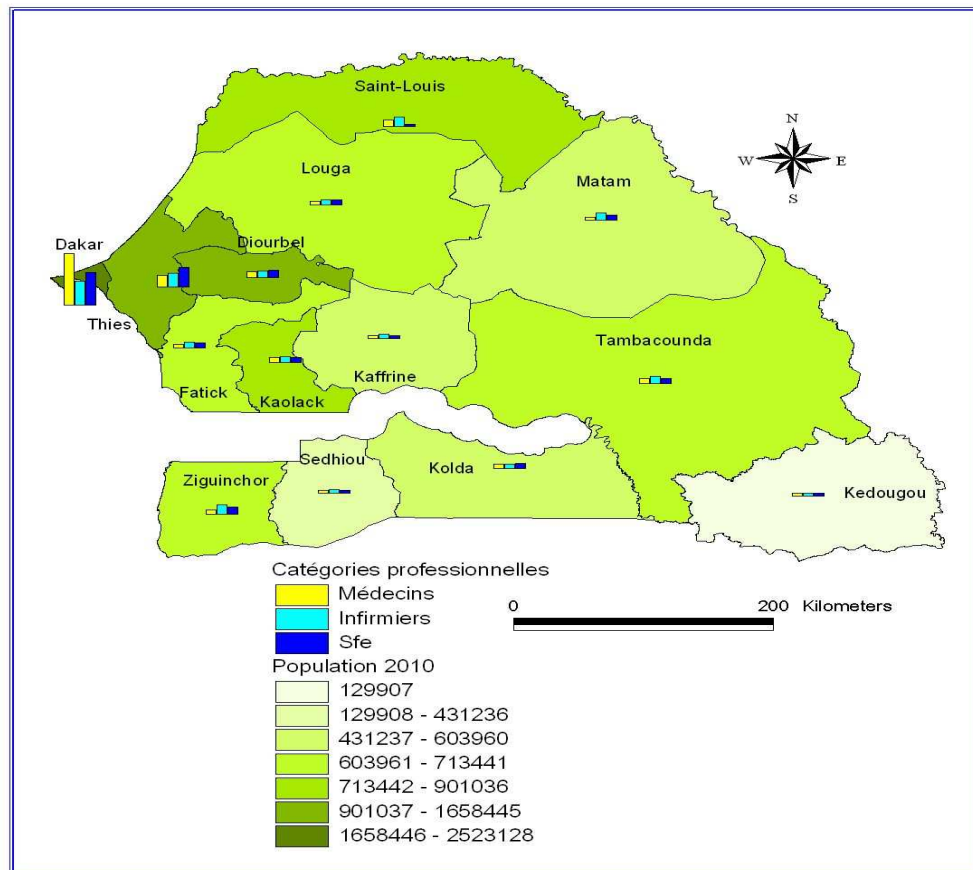 Saint-Louis
N
W E
S
Louga
Matam
Dakar
Diourbel
Thies
Tambacounda
Fatick
Kaolack
Kaffrine
Ziguinchor
Sedhiou
Kolda
Kedougou
Catégories professionnelles
Médecins
Infirmiers
Sfe
0 200 Kilometers
Population 2010
129907
129908 - 431236
431237 - 603960
603961 - 713441
713442 - 901036
901037 - 1658445
1658446 - 2523128